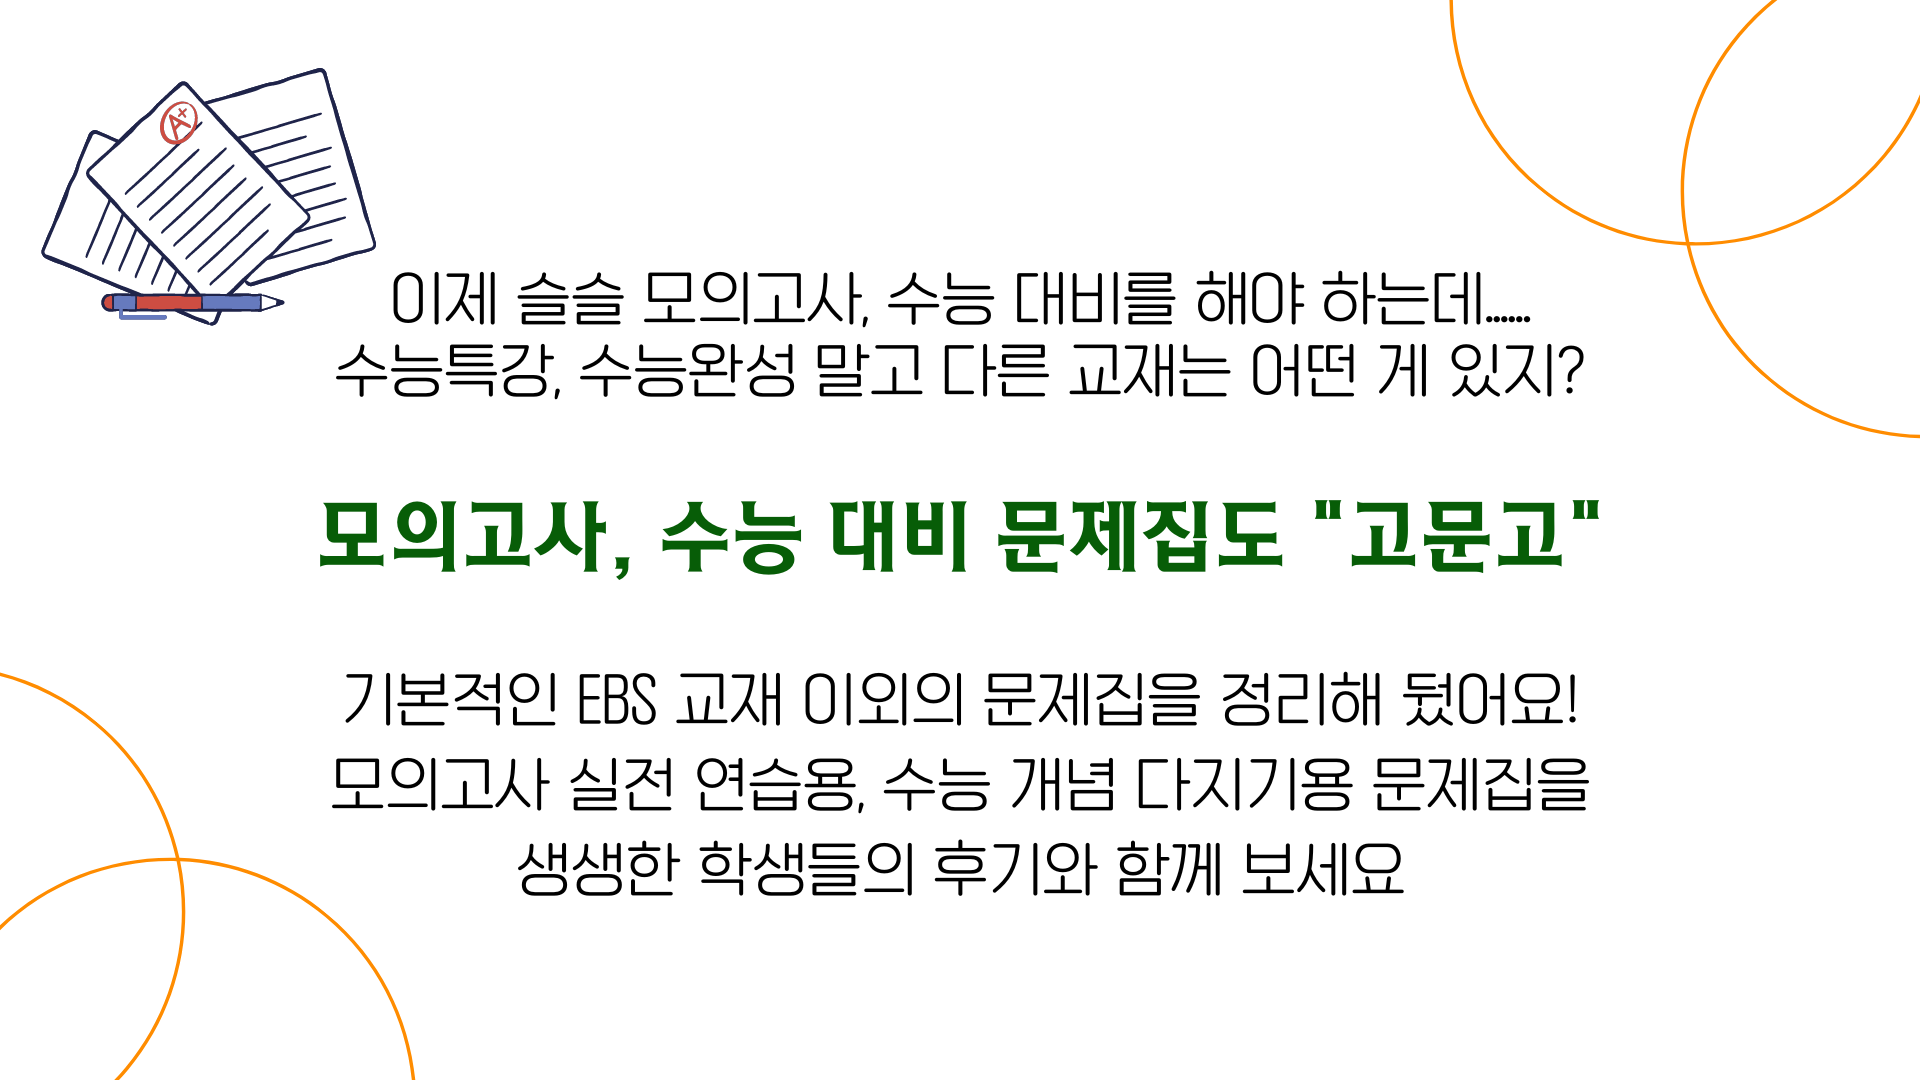 A+
이제 슬슬 모의고사, 수능 대비를 해야 하는데......
수능특강, 수능완성 말고 다른 교재는 어떤 게 있지?
모의고사, 수능 대비 문제집도 "고문고"
기본적인 EBS 교재 이외의 문제집을 정리해 뒀어요!
모의고사 실전 연습용, 수능 개념 다지기용 문제집을
생생한 학생들의 후기와 함께 보세요